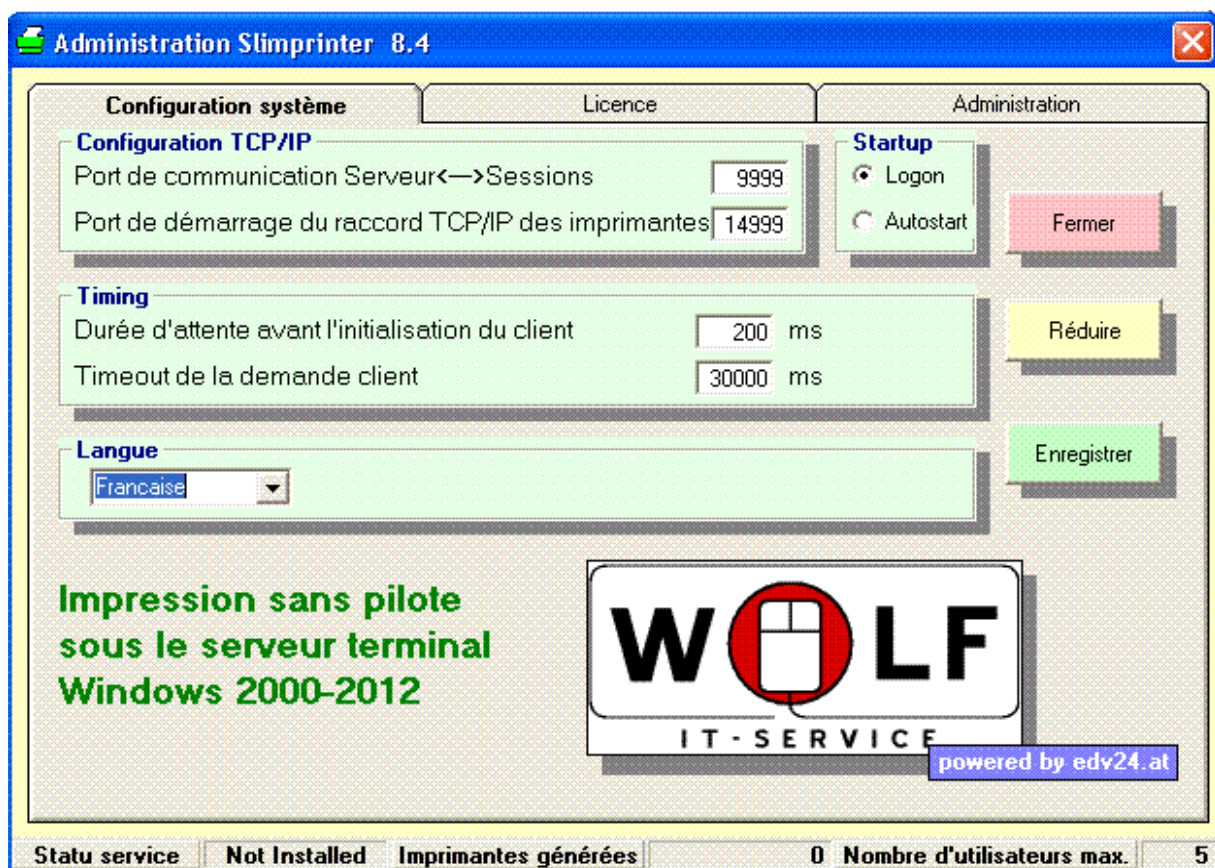 Administration Slimprinter 8.4
Configuration système
Licence
Administration
Configuration TCP/IP
Port de communication Serveur<—>Sessions 9999
Port de démarrage du raccord TCP/IP des imprimantes 14999
Startup
Logon
Autostart
Fermer
Timing
Durée d'attente avant l'initialisation du client 200 ms
Timeout de la demande client 30000 ms
Réduire
Langue
Francaise
Enregistrer
Impression sans pilote
sous le serveur terminal
Windows 2000-2012
WOLF
IT-SERVICE
powered by edv24.at
Statu service Not Installed Imprimantes générées 0 Nombre d'utilisateurs max. 5